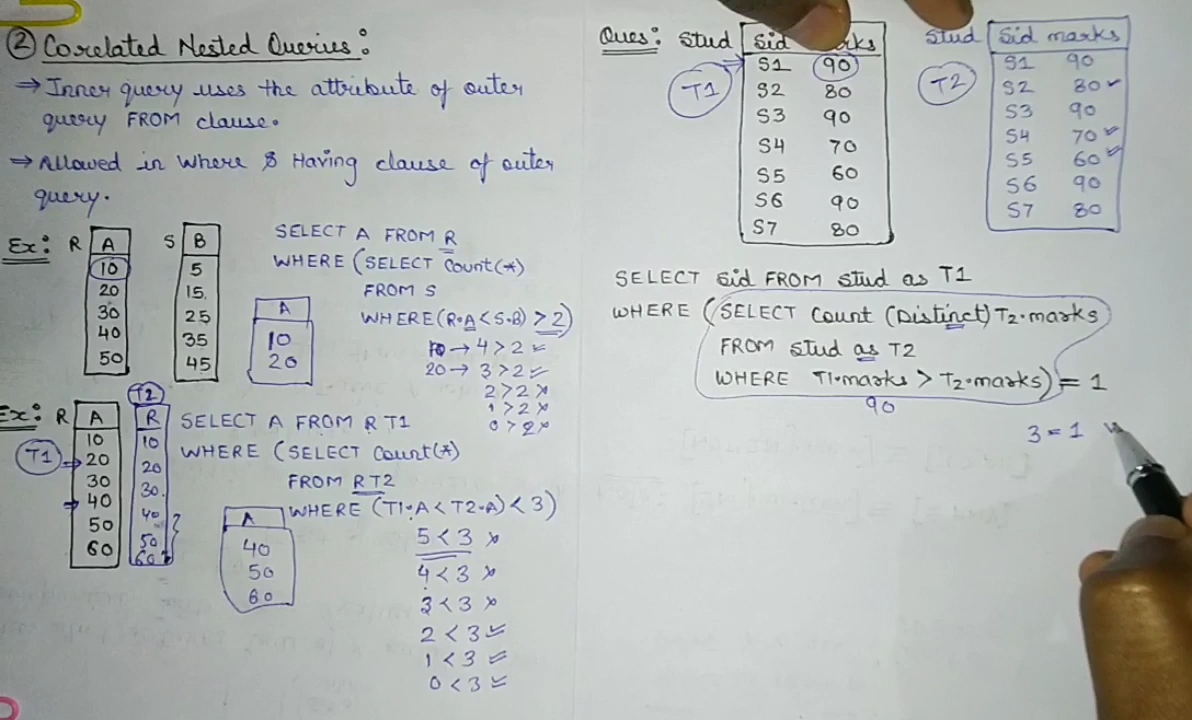 ② Corelated Nested Queries :
→ Inner query uses the attribute of outer
query FROM clause.
→ Allowed in Where & Having clause of outer
query.
Ex: R
A
10
20
30
40
50
S
B
5
15
25
35
45
SELECT A FROM R
WHERE (SELECT Count(*)
FROM S
WHERE (R.A < S.B) > 2)
10 → 4 > 2 ✓
20 → 3 > 2 ✓
2 > 2 ×
1 > 2 ×
0 > 2 ×
A
10
20
Ex: R
T1
A
10
20
30
40
50
60
T2
R
10
20
30
40
50
60
SELECT A FROM R T1
WHERE (SELECT Count(*)
FROM R T2
WHERE (T1.A < T2.A) < 3)
5 < 3 ×
4 < 3 ×
3 < 3 ×
2 < 3 ✓
1 < 3 ✓
0 < 3 ✓
A
40
50
60
Ques: Stud
T1
Sid
S1 90
S2 80
S3 90
S4 70
S5 60
S6 90
S7 80
Stud
T2
Sid marks
S1 90
S2 80 ✓
S3 90
S4 70 ✓
S5 60 ✓
S6 90
S7 80
SELECT Sid FROM Stud as T1
WHERE (SELECT Count (Distinct) T2.marks
FROM Stud as T2
WHERE T1.marks > T2.marks) = 1
90
3 = 1